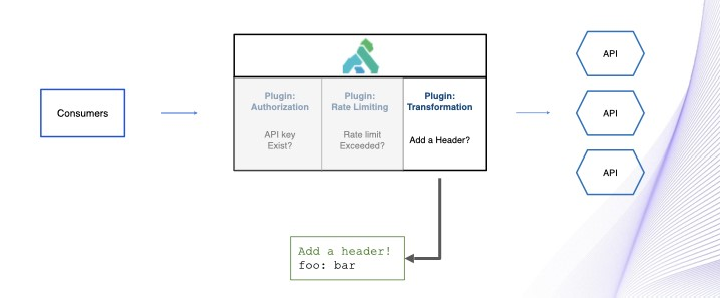 Consumers
Plugin:
Authorization
API key
Exist?
Plugin:
Rate Limiting
Rate limit
Exceeded?
Plugin:
Transformation
Add a Header?
API
API
API
Add a header!
foo: bar